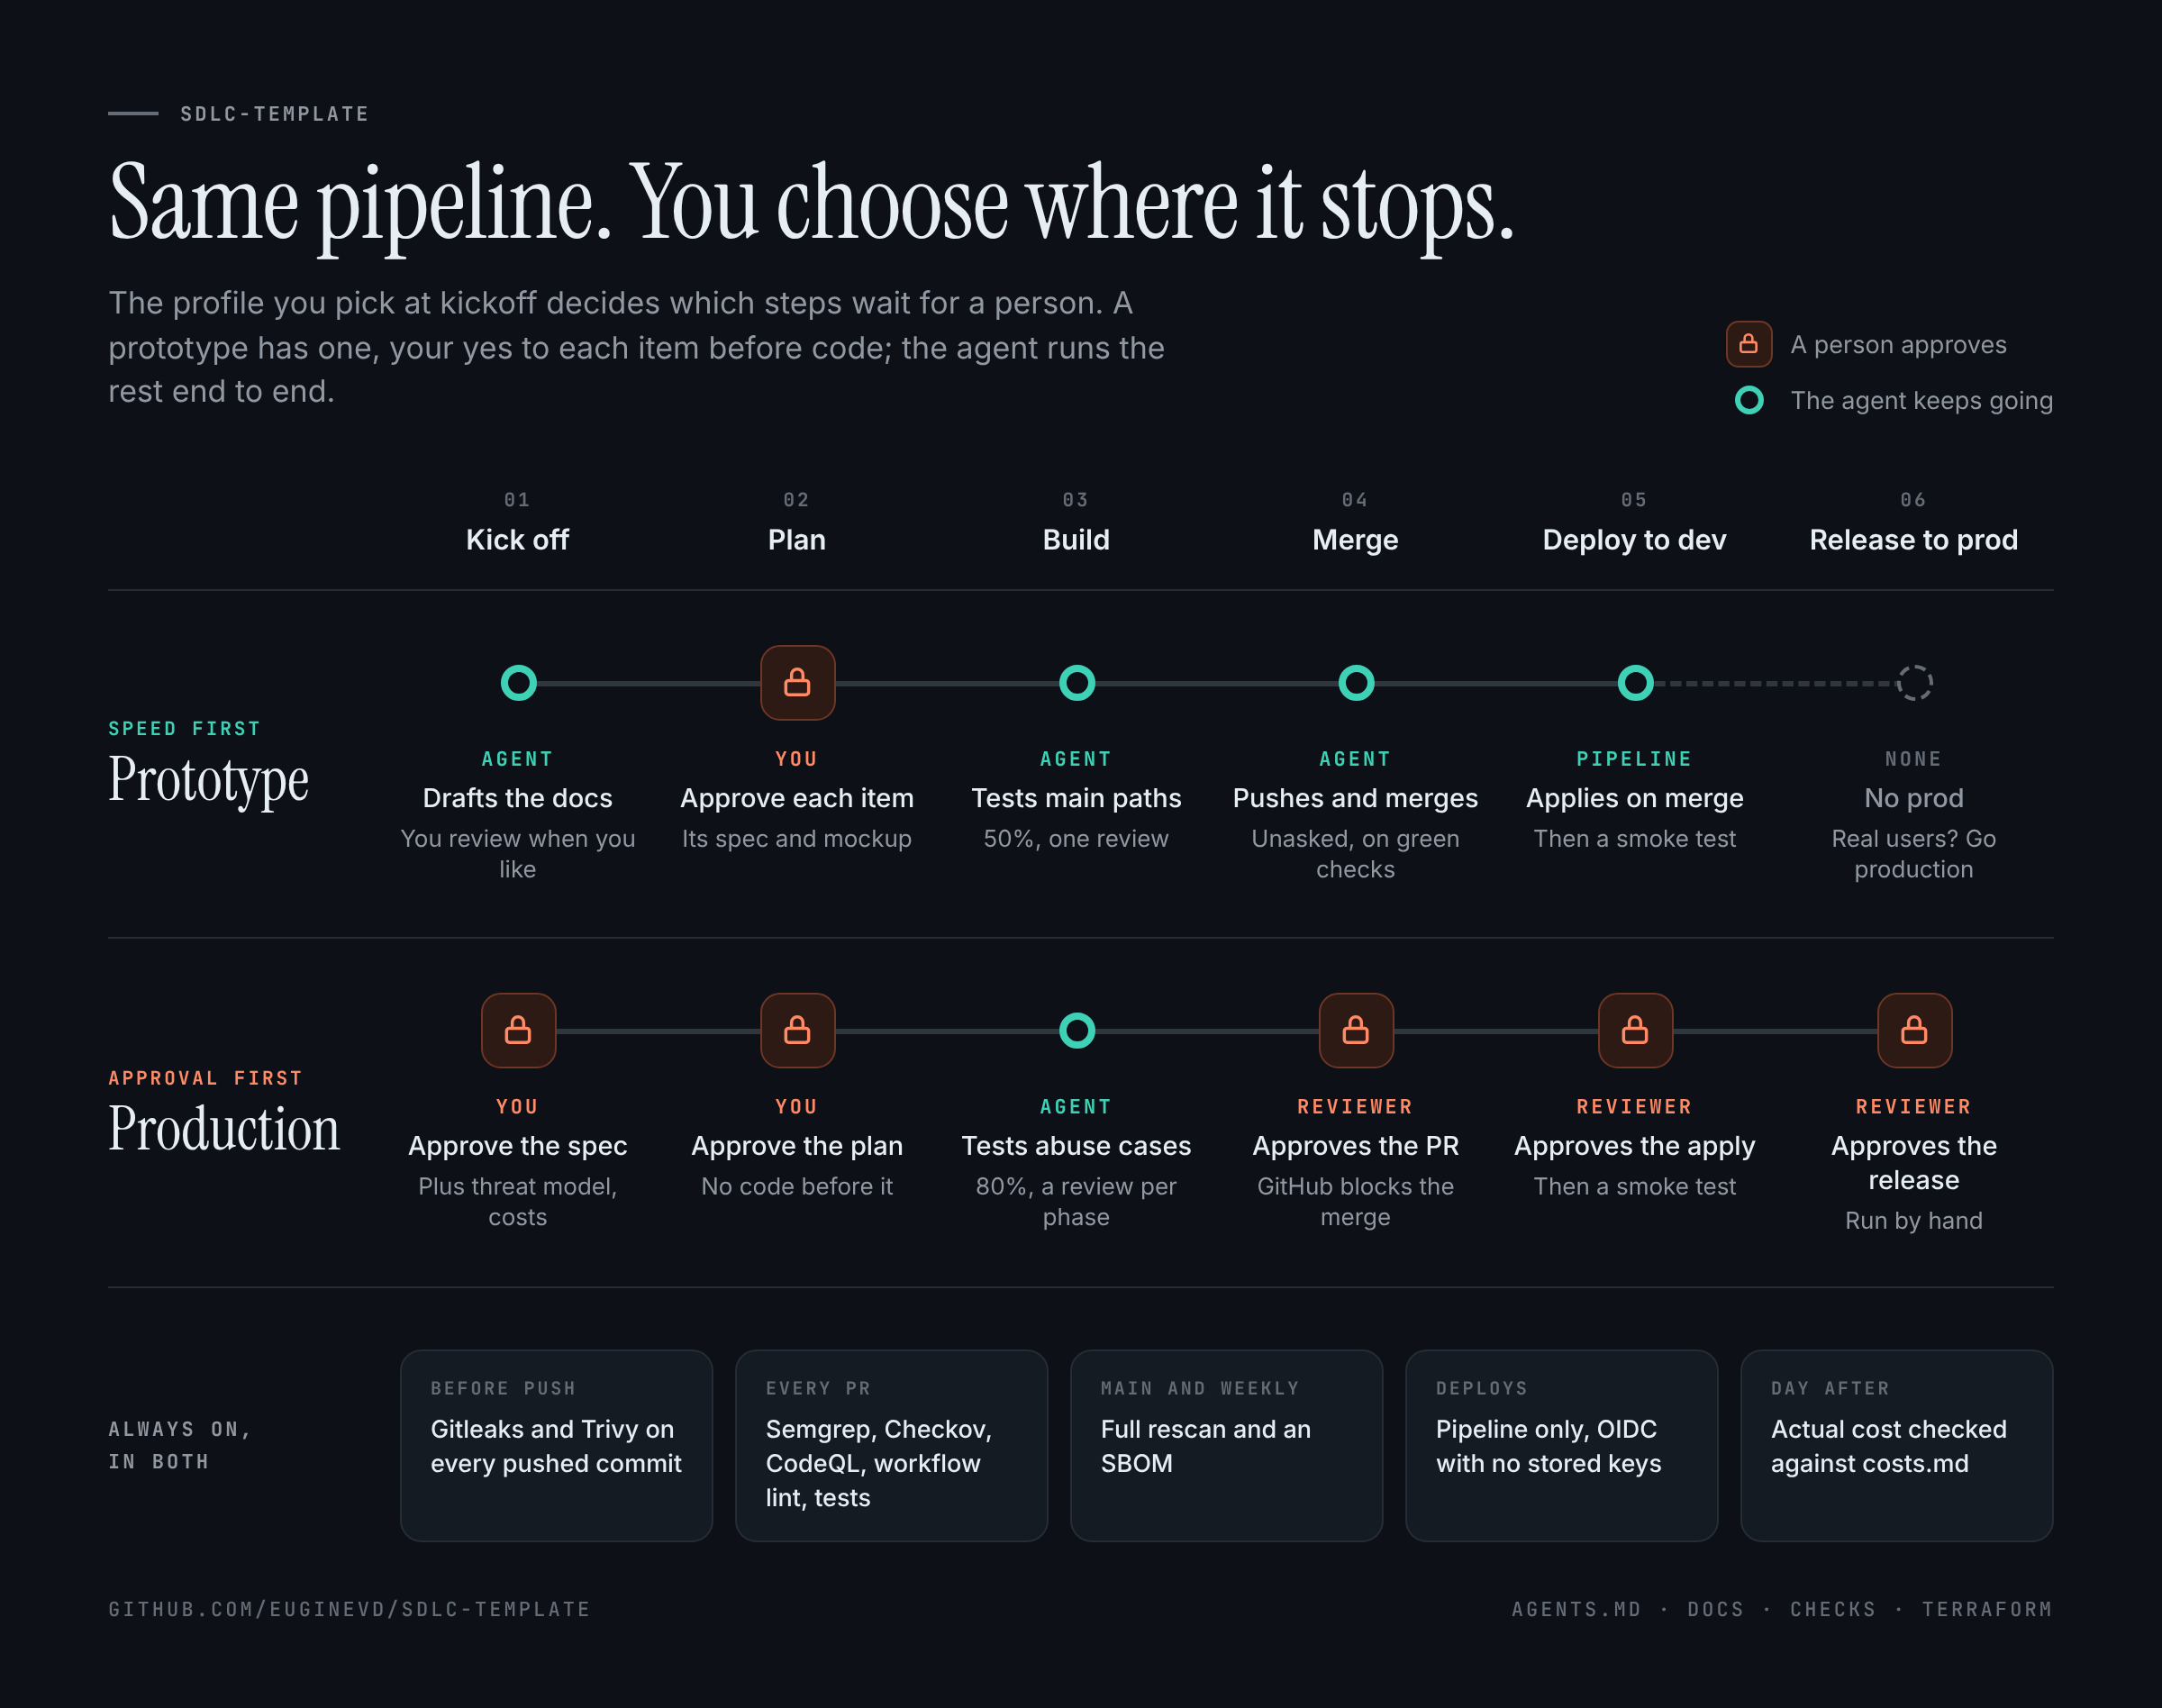 SDLC-TEMPLATE
Same pipeline. You choose where it stops.
The profile you pick at kickoff decides which steps wait for a person. A
prototype has one, your yes to each item before code; the agent runs the
rest end to end.
A person approves
The agent keeps going
01
Kick off
02
Plan
03
Build
04
Merge
05
Deploy to dev
06
Release to prod
SPEED FIRST
Prototype
AGENT
Drafts the docs
You review when you
like
YOU
Approve each item
Its spec and mockup
AGENT
Tests main paths
50%, one review
AGENT
Pushes and merges
Unasked, on green
checks
PIPELINE
Applies on merge
Then a smoke test
NONE
No prod
Real users? Go
production
APPROVAL FIRST
Production
YOU
Approve the spec
Plus threat model,
costs
YOU
Approve the plan
No code before it
AGENT
Tests abuse cases
80%, a review per
phase
REVIEWER
Approves the PR
GitHub blocks the
merge
REVIEWER
Approves the apply
Then a smoke test
REVIEWER
Approves the
release
Run by hand
ALWAYS ON,
IN BOTH
BEFORE PUSH
Gitleaks and Trivy on
every pushed commit
EVERY PR
Semgrep, Checkov,
CodeQL, workflow
lint, tests
MAIN AND WEEKLY
Full rescan and an
SBOM
DEPLOYS
Pipeline only, OIDC
with no stored keys
DAY AFTER
Actual cost checked
against costs.md
GITHUB.COM/EUGINEVD/SDLC-TEMPLATE
AGENTS.MD · DOCS · CHECKS · TERRAFORM